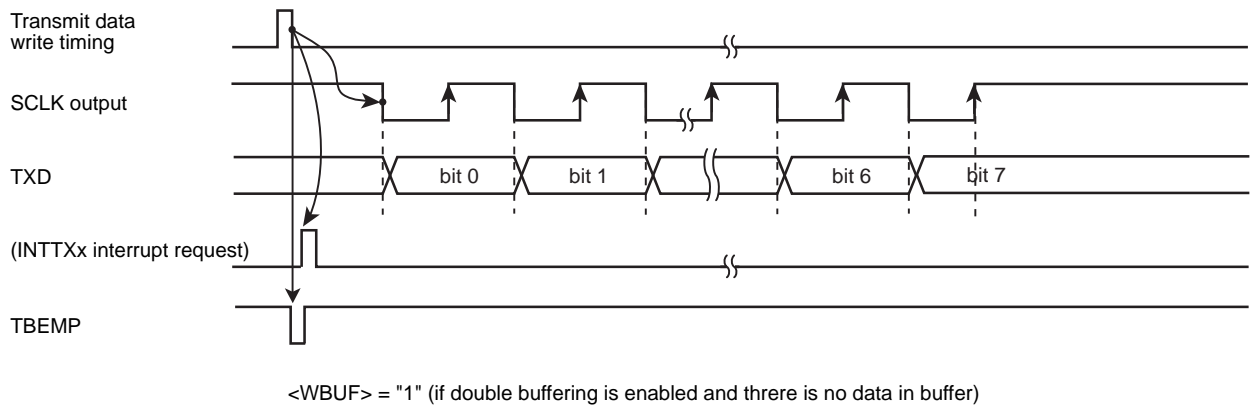 Transmit data
write timing
SCLK output
TXD
bit 0
bit 1
bit 6
bit 7
(INTTXx interrupt request)
TBEMP
<WBUF> = "1" (if double buffering is enabled and threre is no data in buffer)